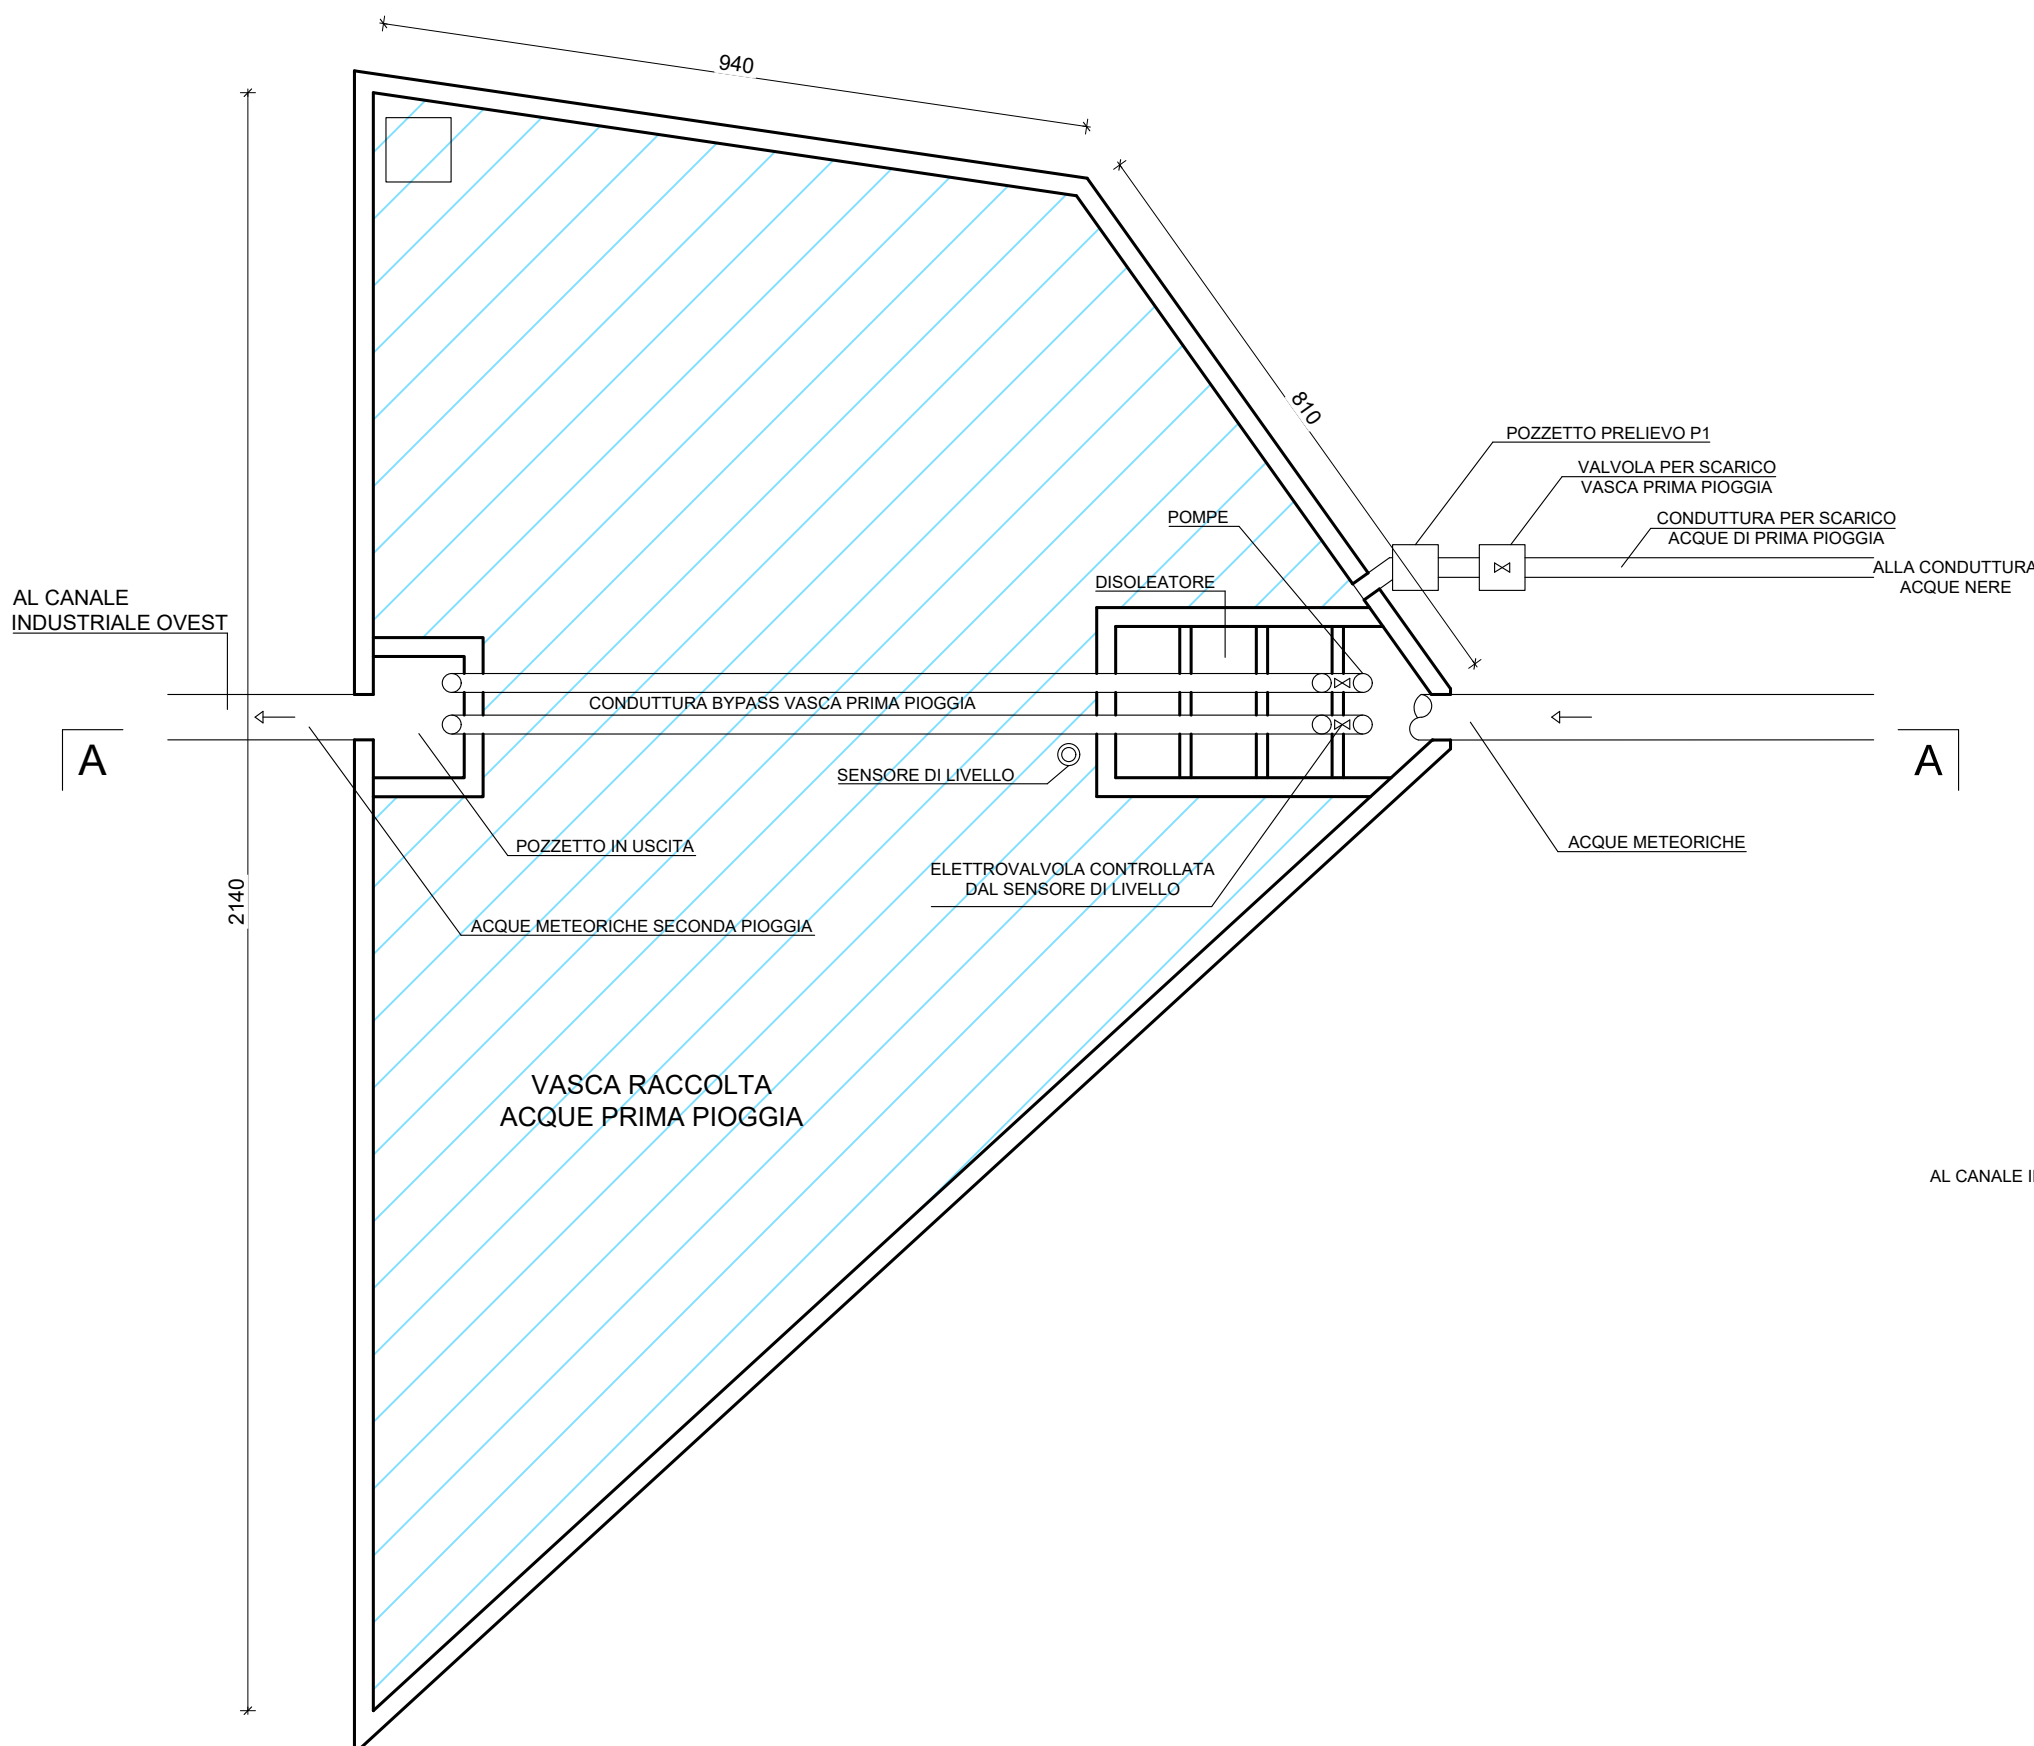 940
810
POZZETTO PRELIEVO P1
VALVOLA PER SCARICO
VASCA PRIMA PIOGGIA
POMPE
CONDUTTURA PER SCARICO
ACQUE DI PRIMA PIOGGIA
ALLA CONDUTTURA
ACQUE NERE
DISOLEATORE
AL CANALE
INDUSTRIALE OVEST
CONDUTTURA BYPASS VASCA PRIMA PIOGGIA
A
A
SENSORE DI LIVELLO
POZZETTO IN USCITA
ACQUE METEORICHE
ELETTROVALVOLA CONTROLLATA
DAL SENSORE DI LIVELLO
2140
ACQUE METEORICHE SECONDA PIOGGIA
VASCA RACCOLTA
ACQUE PRIMA PIOGGIA
AL CANALE